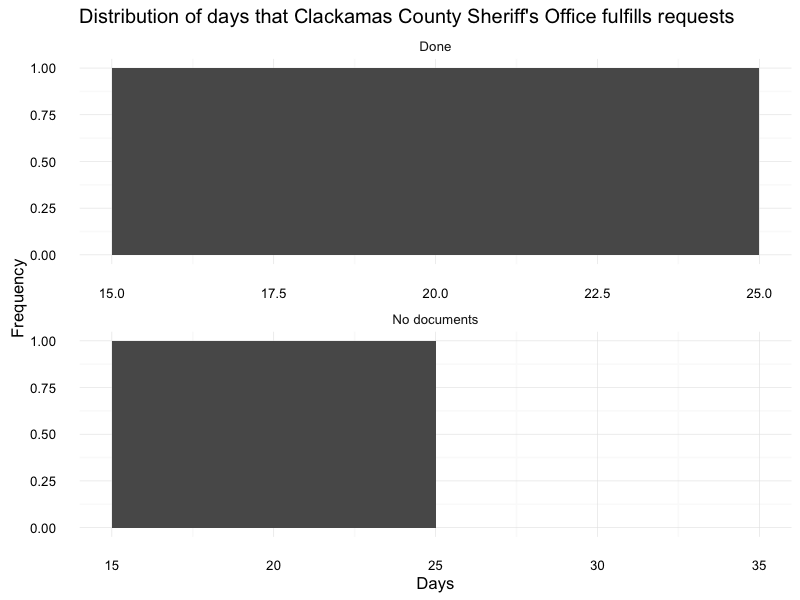 Distribution of days that Clackamas County Sheriff's Office fulfills requests
Done
1.00
0.75
0.50
0.25
0.00
15.0 17.5 20.0 22.5 25.0
Frequency
No documents
1.00
0.75
0.50
0.25
0.00
15 20 25 30 35
Days